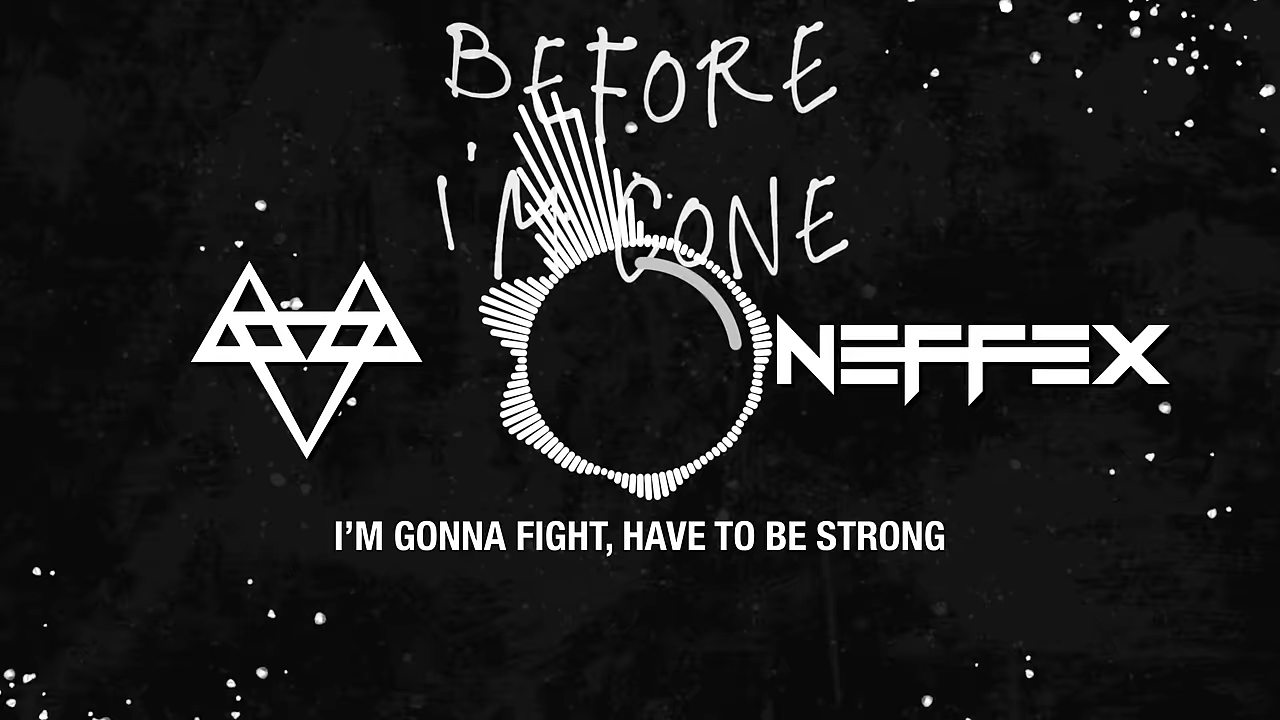 BEFORE
I'M GONE
NEFFEX
I'M GONNA FIGHT, HAVE TO BE STRONG